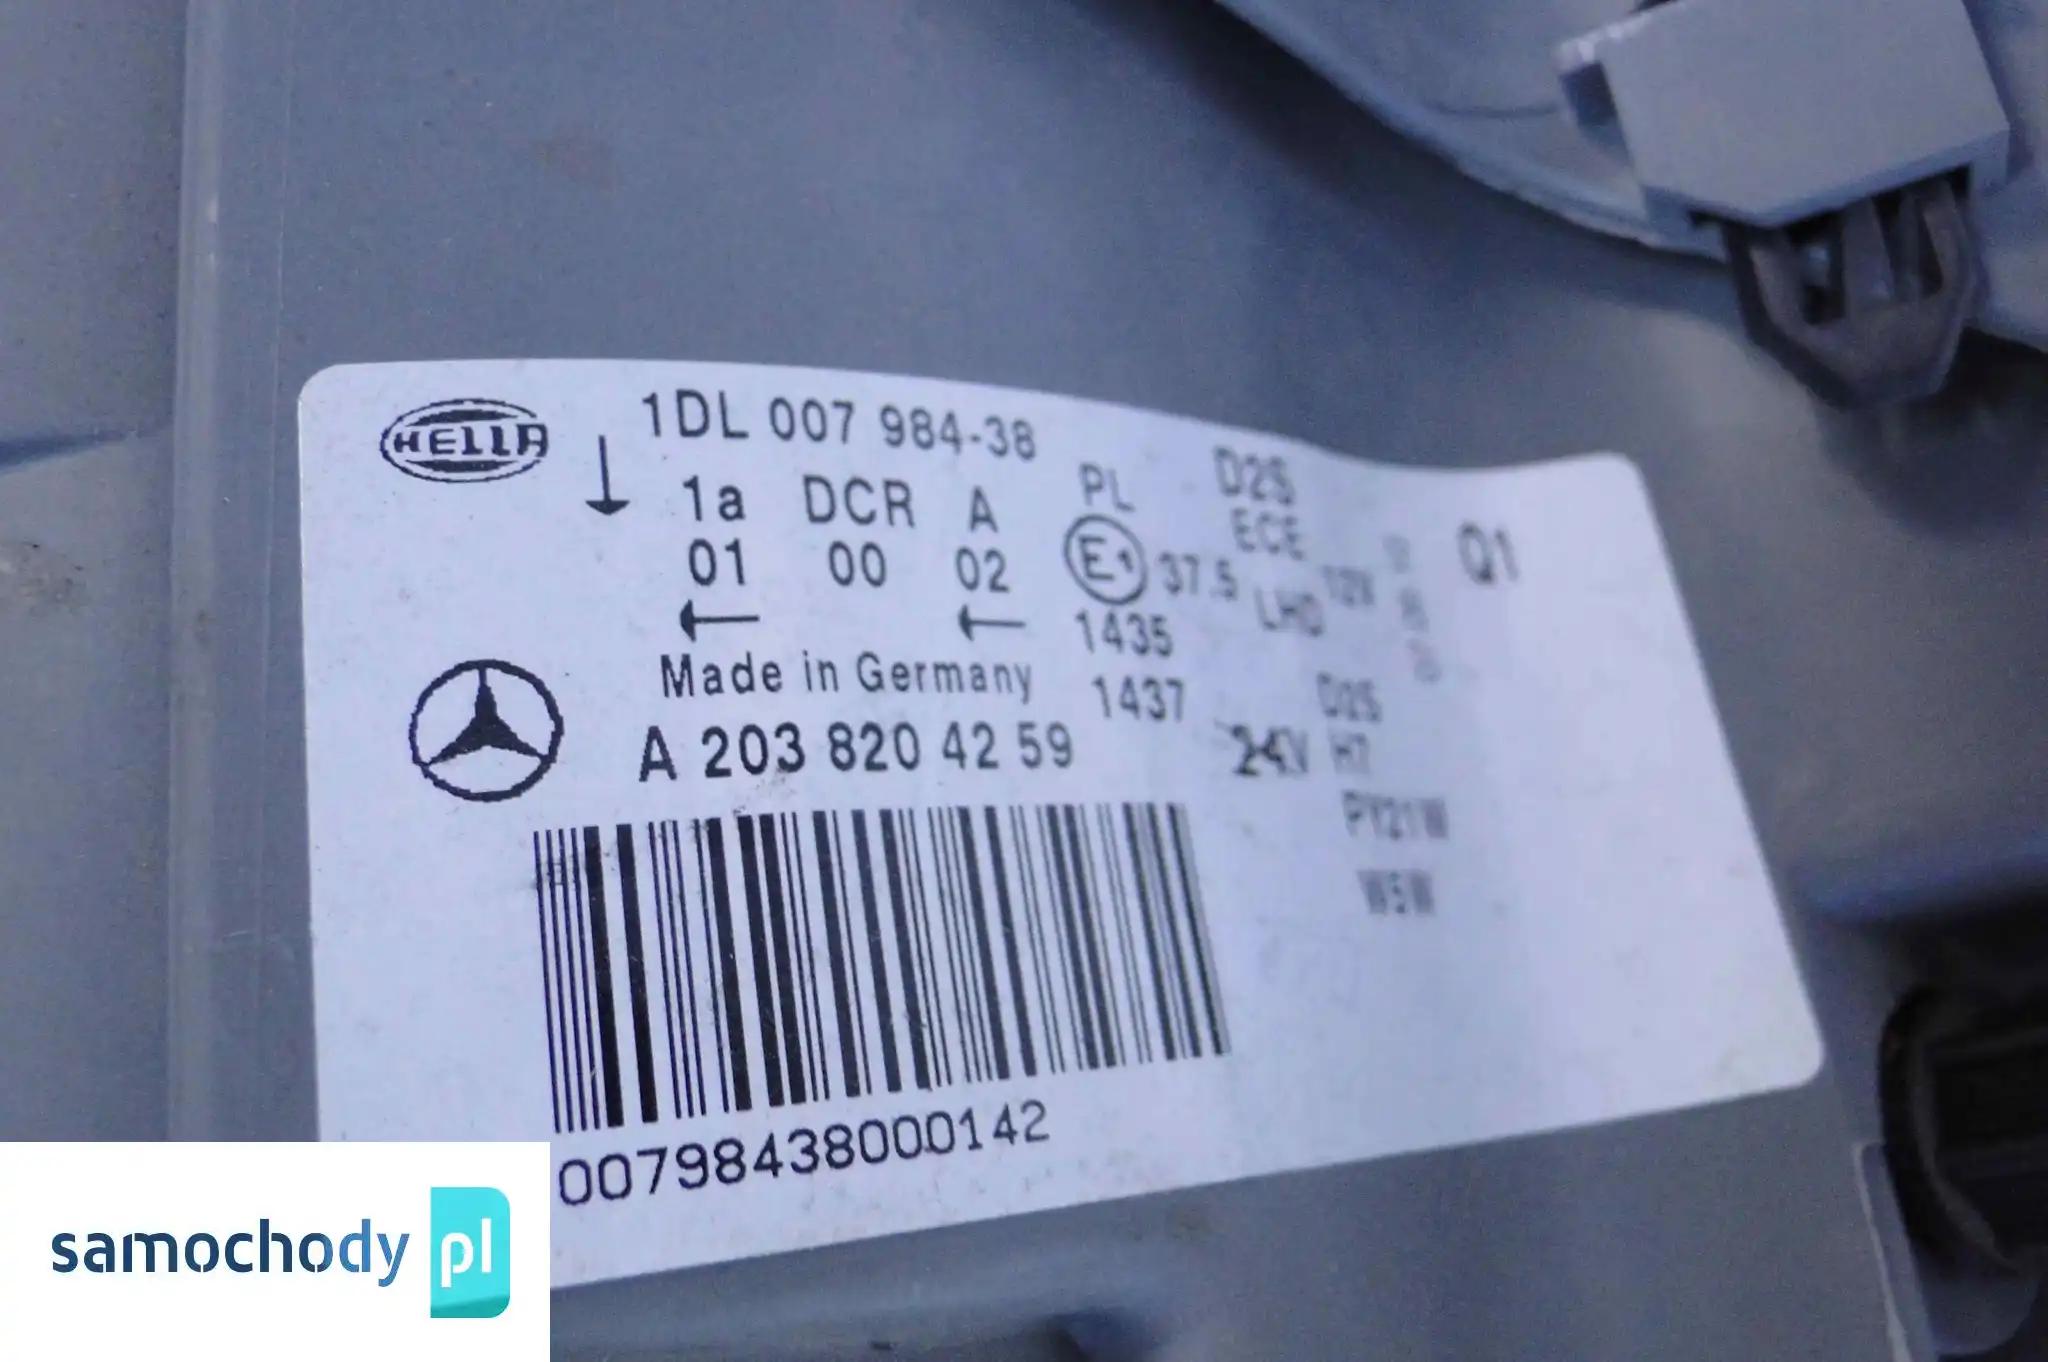 HELLA
1DL 007 984-38
1a DCR A PL D2S
01 00 02 E1 37.5 ECE LHD 12V Q1
1435
Made in Germany 1437 D2S
A 203 820 42 59 24V H7
PY21W
W5W
00798438000142
samochody pl